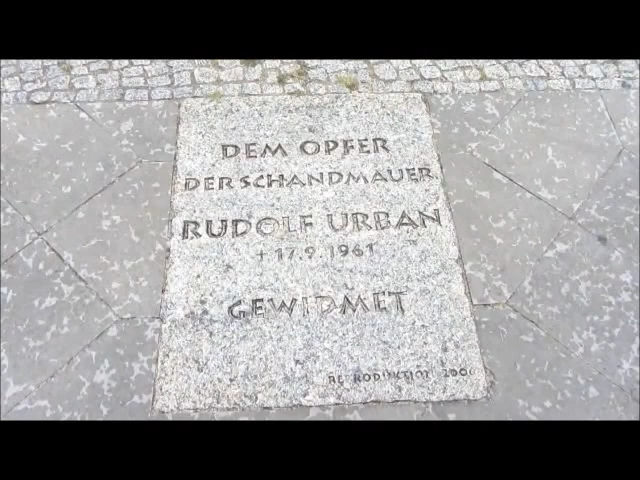 DEM OPFER
DER SCHANDMAUER
RUDOLF URBAN
† 17.9.1961
GEWIDMET